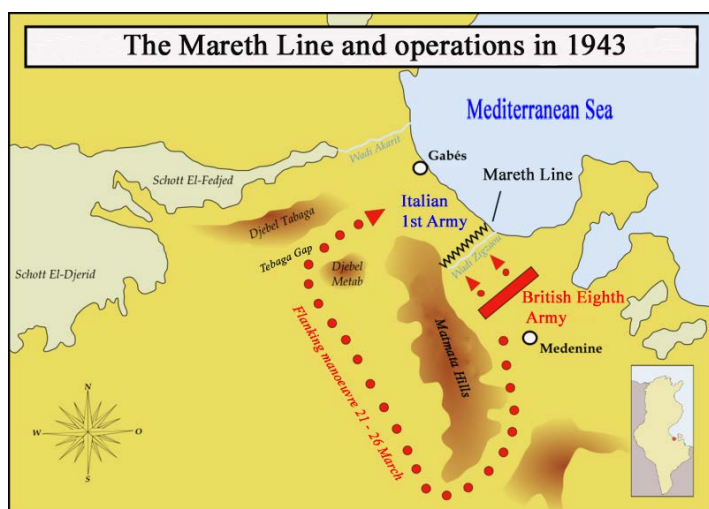 The Mareth Line and operations in 1943
Mediterranean Sea
Wadi Akarit
Gabés
Schott El-Fedjed
Mareth Line
Italian
1st Army
Djebel Tabaga
Tebaga Gap
Wadi Zigzaou
Schott El-Djerid
Djebel
Metab
British Eighth
Army
Matmata Hills
Medenine
Flanking manoeuvre 21 - 26 March
N
W
O
S